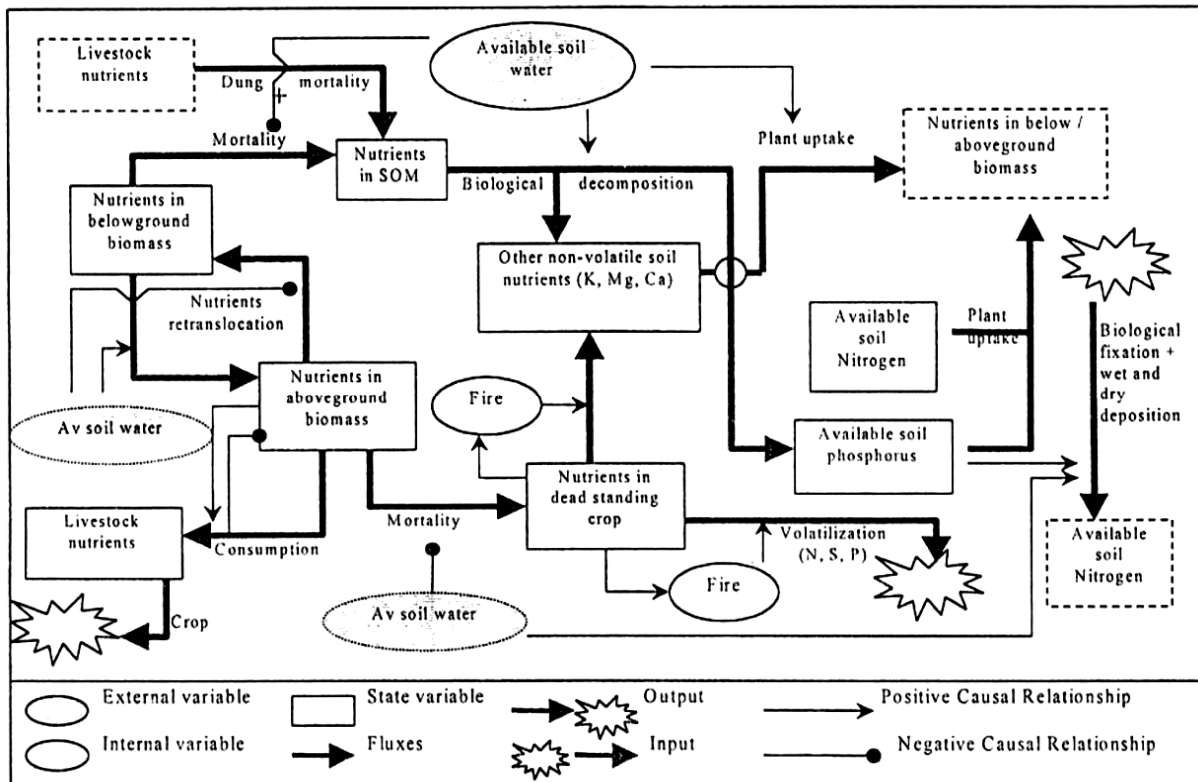 Livestock
nutrients
Available soil
water
Dung mortality
+
Mortality
Plant uptake
Nutrients in below /
aboveground
biomass
Nutrients
in SOM
Biological decomposition
Nutrients in
belowground
biomass
Other non-volatile soil
nutrients (K, Mg, Ca)
Nutrients
retranslocation
Available
soil
Nitrogen
Plant
uptake
Biological
fixation +
wet and
dry
deposition
Nutrients in
aboveground
biomass
Fire
Av soil water
Available soil
phosphorus
Nutrients in
dead standing
crop
Livestock
nutrients
Consumption
Mortality
Volatilization
(N, S, P)
Available
soil
Nitrogen
Fire
Av soil water
Crop
External variable
State variable
Output
Positive Causal Relationship
Internal variable
Fluxes
Input
Negative Causal Relationship